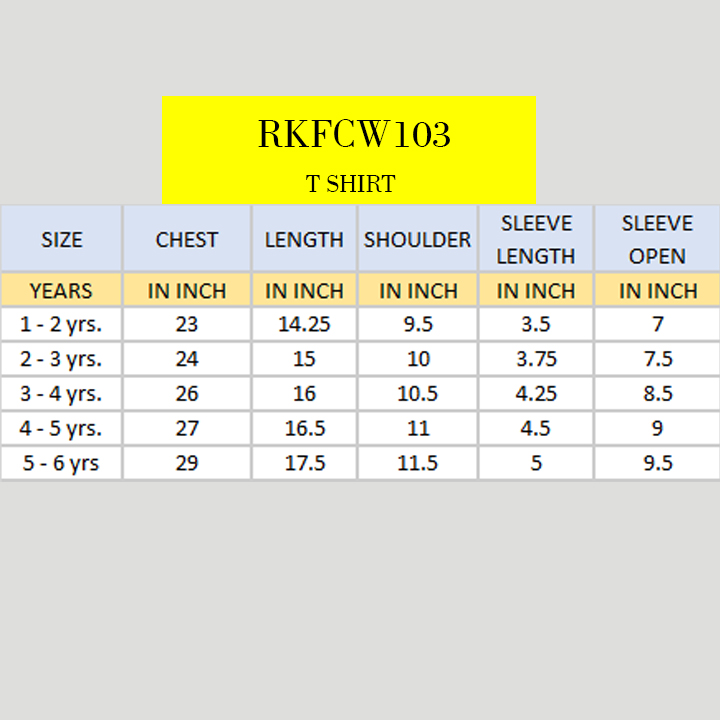 RKFCW103
T SHIRT
SIZE CHEST LENGTH SHOULDER SLEEVE LENGTH SLEEVE OPEN
YEARS IN INCH IN INCH IN INCH IN INCH IN INCH
1 - 2 yrs. 23 14.25 9.5 3.5 7
2 - 3 yrs. 24 15 10 3.75 7.5
3 - 4 yrs. 26 16 10.5 4.25 8.5
4 - 5 yrs. 27 16.5 11 4.5 9
5 - 6 yrs 29 17.5 11.5 5 9.5